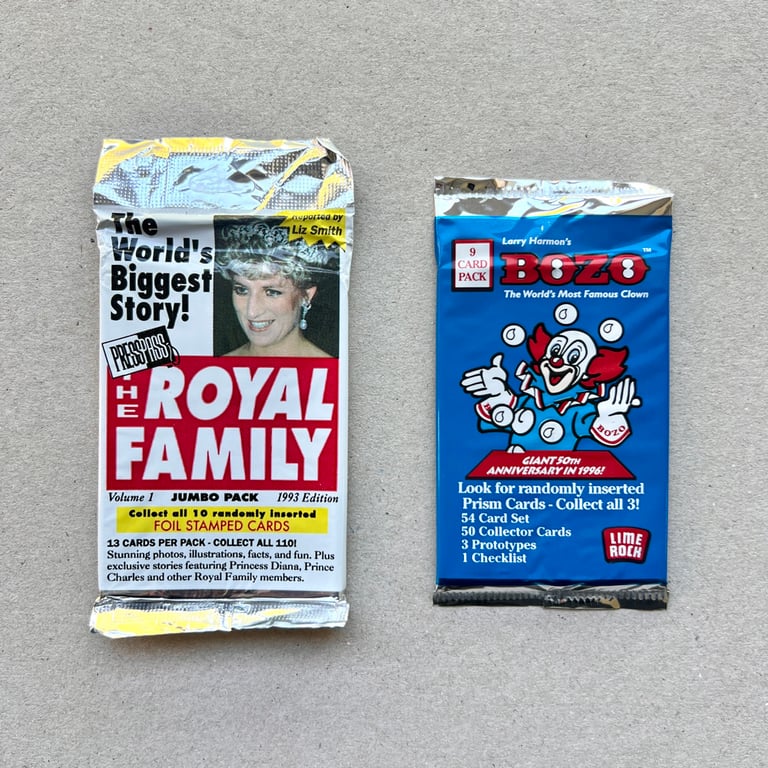 The
World's
Biggest
Story!
Reported by
Liz Smith
PRESS PASS
THE
ROYAL
FAMILY
Volume 1 JUMBO PACK 1993 Edition
Collect all 10 randomly inserted
FOIL STAMPED CARDS
13 CARDS PER PACK - COLLECT ALL 110!
Stunning photos, illustrations, facts, and fun. Plus
exclusive stories featuring Princess Diana, Prince
Charles and other Royal Family members.
9
CARD
PACK
Larry Harmon's
BOZO™
The World's Most Famous Clown
BOZO
GIANT 50TH
ANNIVERSARY IN 1996!
Look for randomly inserted
Prism Cards - Collect all 3!
54 Card Set
50 Collector Cards
3 Prototypes
1 Checklist
LIME
ROCK